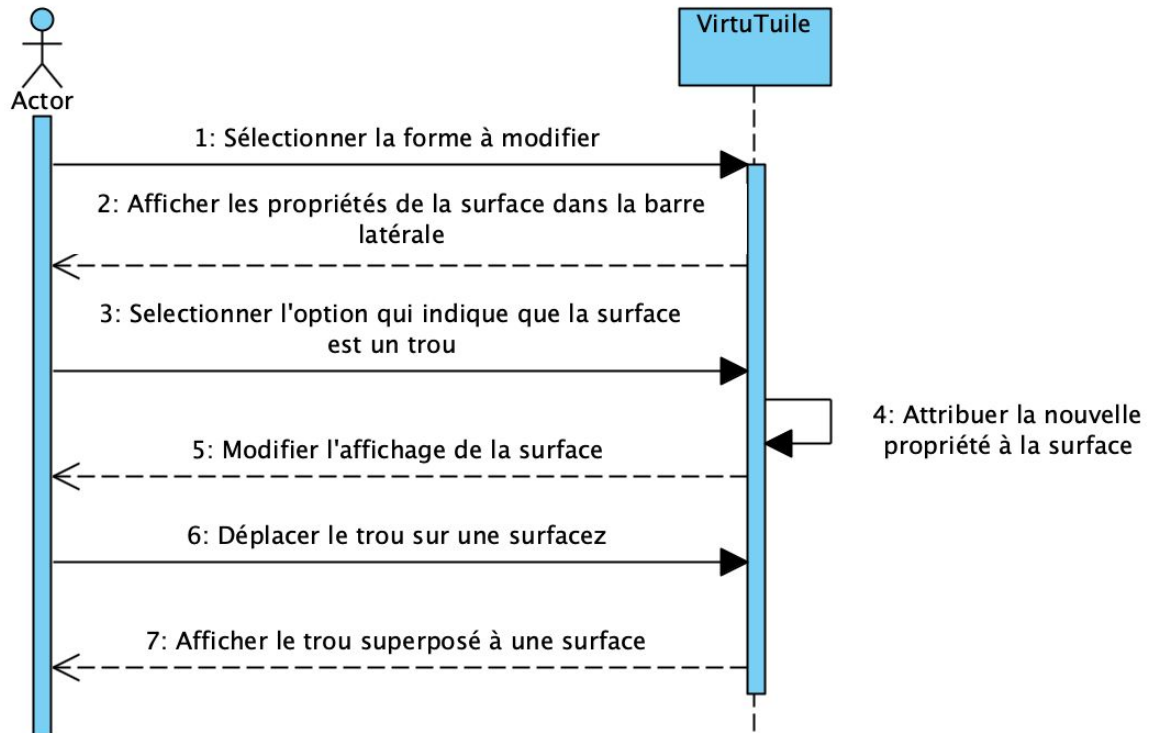 VirtuTuile
Actor
1: Sélectionner la forme à modifier
2: Afficher les propriétés de la surface dans la barre
latérale
3: Selectionner l'option qui indique que la surface
est un trou
4: Attribuer la nouvelle
propriété à la surface
5: Modifier l'affichage de la surface
6: Déplacer le trou sur une surfacez
7: Afficher le trou superposé à une surface